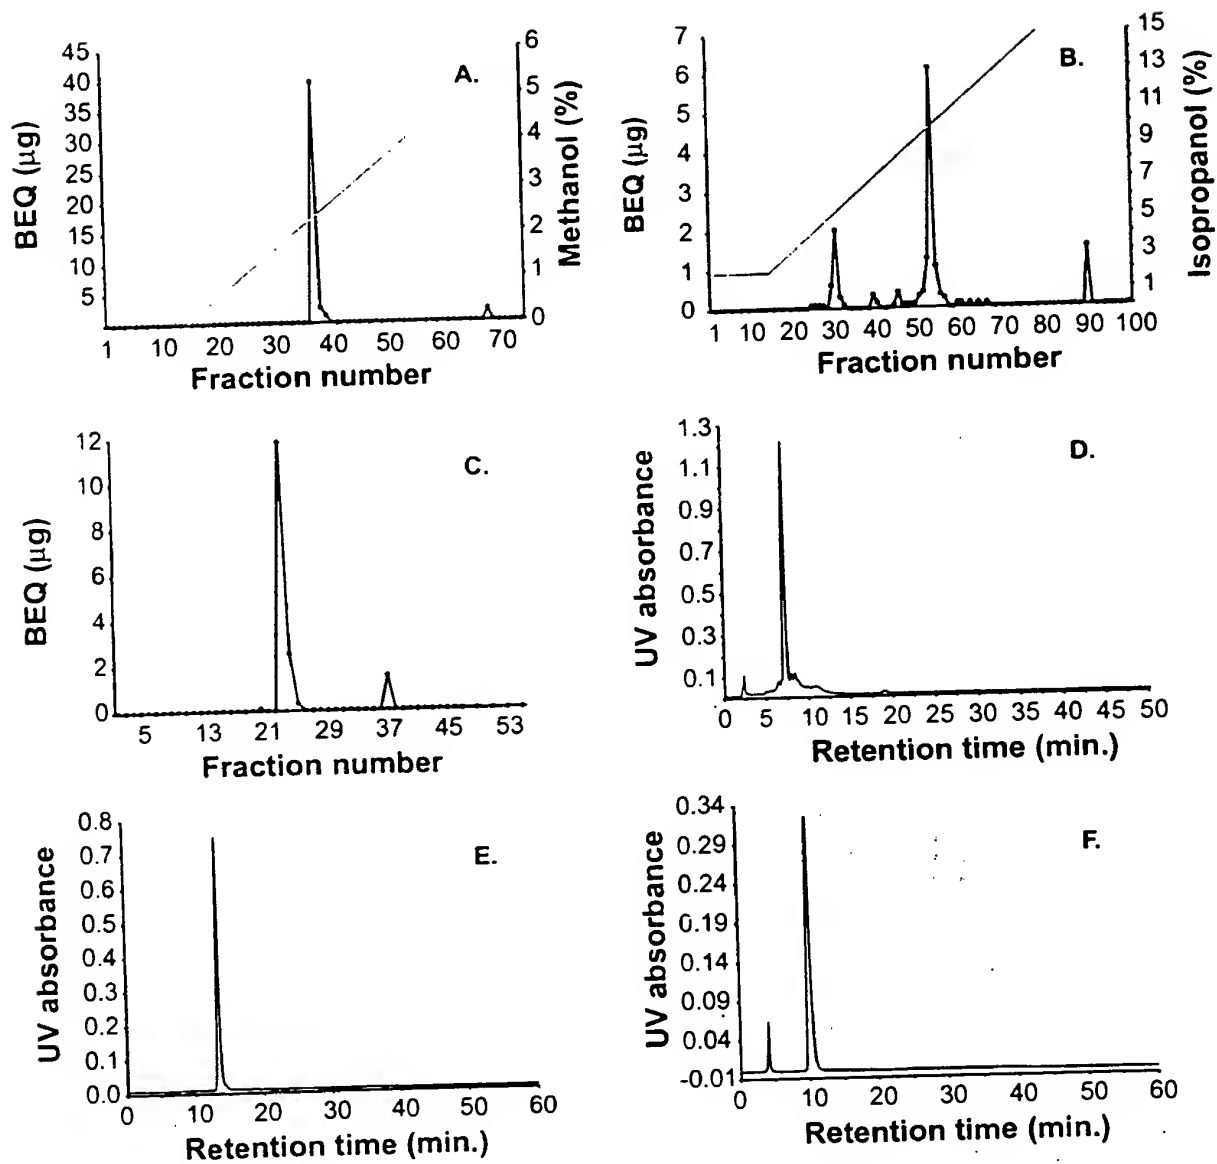 A.
BEQ (μg)
45
40
35
30
25
20
15
10
5
Methanol (%)
6
5
4
3
2
1
0
1 10 20 30 40 50 60 70
Fraction number
B.
BEQ (μg)
7
6
5
4
3
2
1
0
Isopropanol (%)
15
13
11
9
7
5
3
1
1 10 20 30 40 50 60 70 80 90 100
Fraction number
C.
BEQ (μg)
12
10
8
6
4
2
0
5 13 21 29 37 45 53
Fraction number
D.
UV absorbance
1.3
1.1
0.9
0.7
0.5
0.3
0.1
0 5 10 15 20 25 30 35 40 45 50
Retention time (min.)
E.
UV absorbance
0.8
0.7
0.6
0.5
0.4
0.3
0.2
0.1
0.0
0 10 20 30 40 50 60
Retention time (min.)
F.
UV absorbance
0.34
0.29
0.24
0.19
0.14
0.09
0.04
-0.01
0 10 20 30 40 50 60
Retention time (min.)